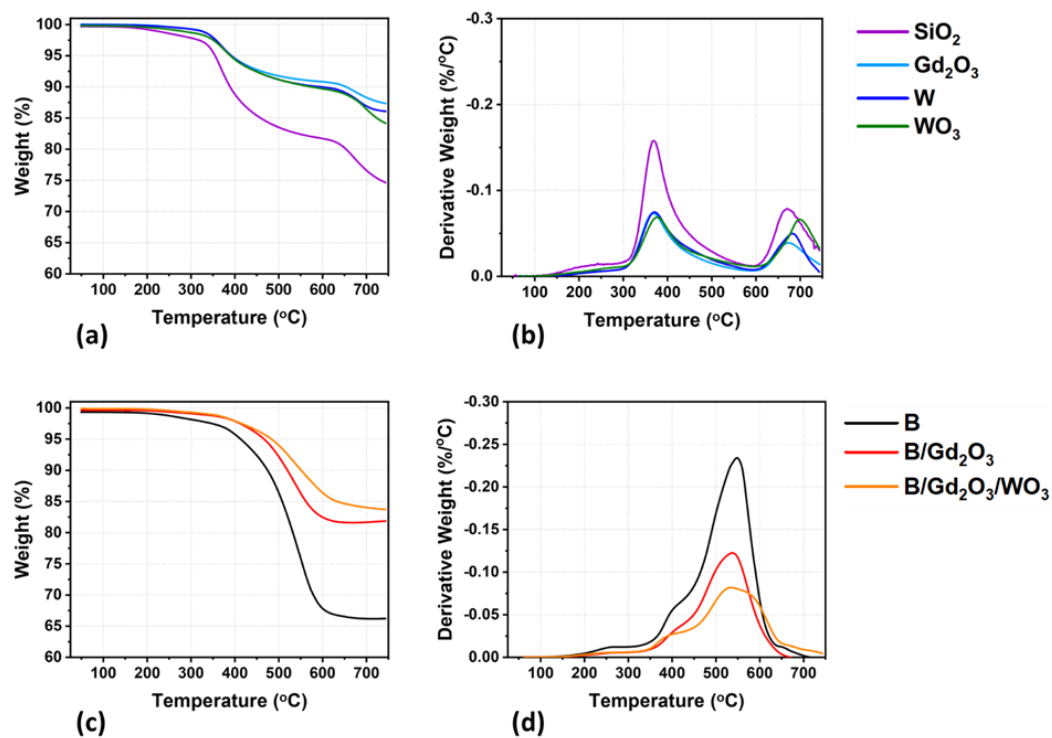 100
95
90
85
80
75
70
65
60
Weight (%)
100 200 300 400 500 600 700
Temperature (°C)
(a)
-0.3
-0.2
-0.1
0.0
Derivative Weight (%/°C)
100 200 300 400 500 600 700
Temperature (°C)
(b)
SiO₂
Gd₂O₃
W
WO₃
100
95
90
85
80
75
70
65
60
Weight (%)
100 200 300 400 500 600 700
Temperature (°C)
(c)
-0.30
-0.25
-0.20
-0.15
-0.10
-0.05
0.00
Derivative Weight (%/°C)
100 200 300 400 500 600 700
Temperature (°C)
(d)
B
B/Gd₂O₃
B/Gd₂O₃/WO₃